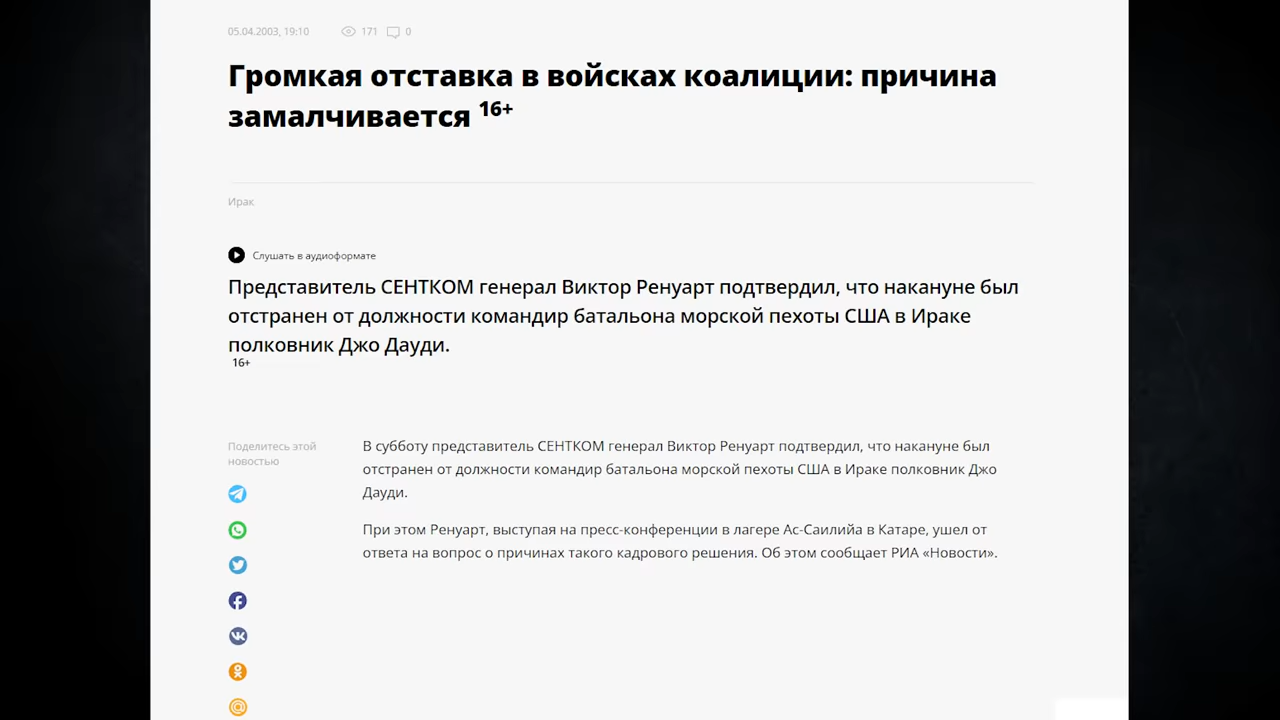 05.04.2003, 19:10 171 0
Громкая отставка в войсках коалиции: причина
замалчивается 16+
Ирак
Слушать в аудиоформате
Представитель СЕНТКОМ генерал Виктор Ренуарт подтвердил, что накануне был
отстранен от должности командир батальона морской пехоты США в Ираке
полковник Джо Дауди.
16+
Поделитесь этой
новостью
В субботу представитель СЕНТКОМ генерал Виктор Ренуарт подтвердил, что накануне был
отстранен от должности командир батальона морской пехоты США в Ираке полковник Джо
Дауди.
При этом Ренуарт, выступая на пресс-конференции в лагере Ас-Саилийа в Катаре, ушел от
ответа на вопрос о причинах такого кадрового решения. Об этом сообщает РИА «Новости».